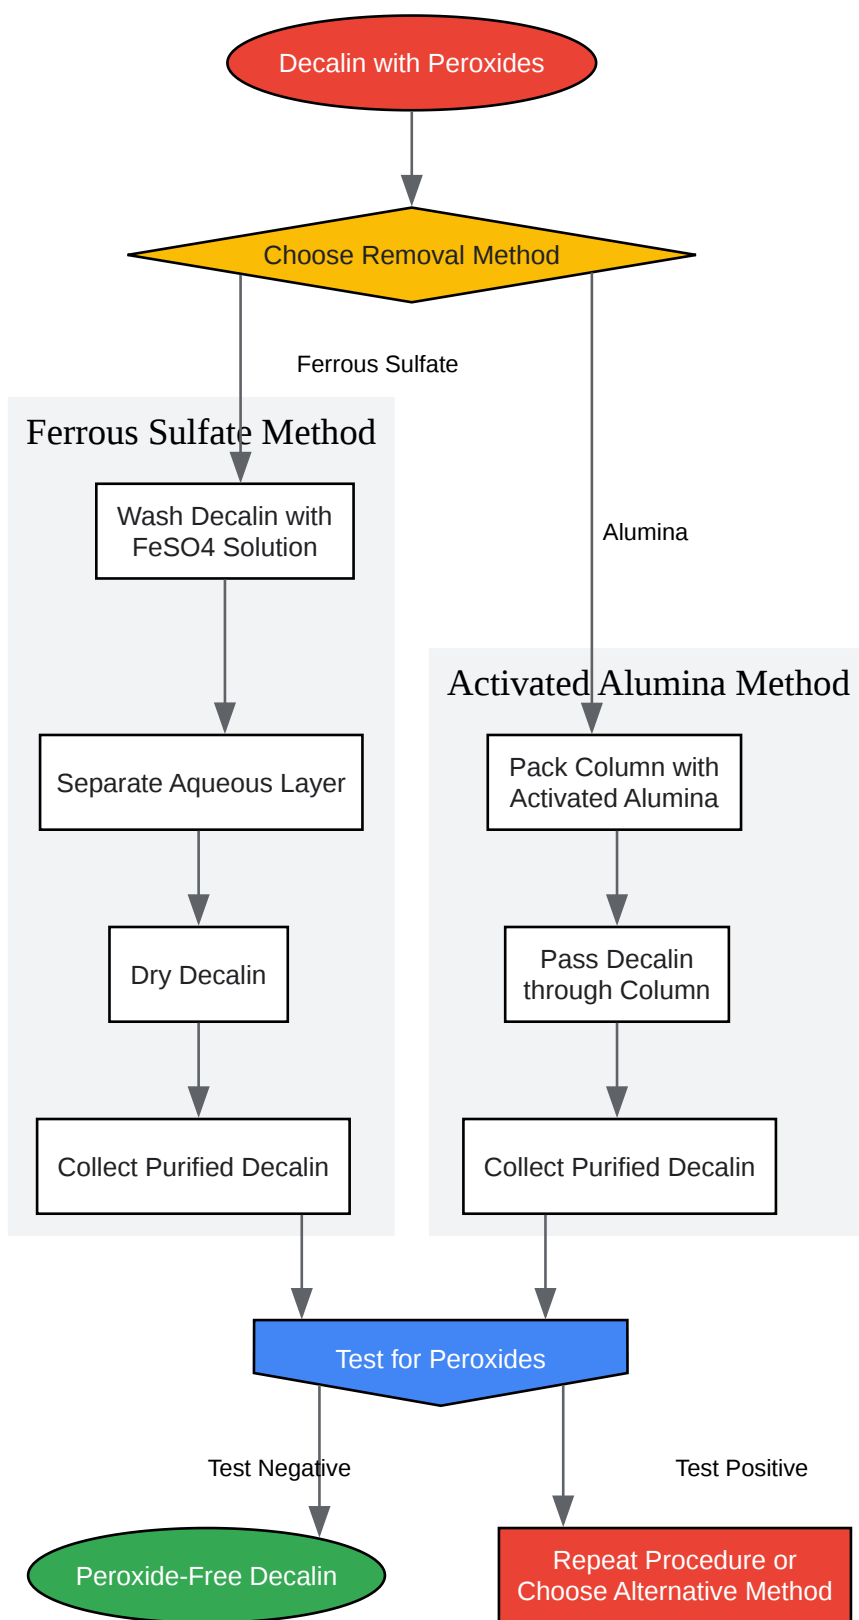 Decalin with Peroxides
Choose Removal Method
Ferrous Sulfate
Ferrous Sulfate Method
Wash Decalin with
FeSO4 Solution
Alumina
Activated Alumina Method
Separate Aqueous Layer
Pack Column with
Activated Alumina
Dry Decalin
Pass Decalin
through Column
Collect Purified Decalin
Collect Purified Decalin
Test for Peroxides
Test Negative
Test Positive
Peroxide-Free Decalin
Repeat Procedure or
Choose Alternative Method